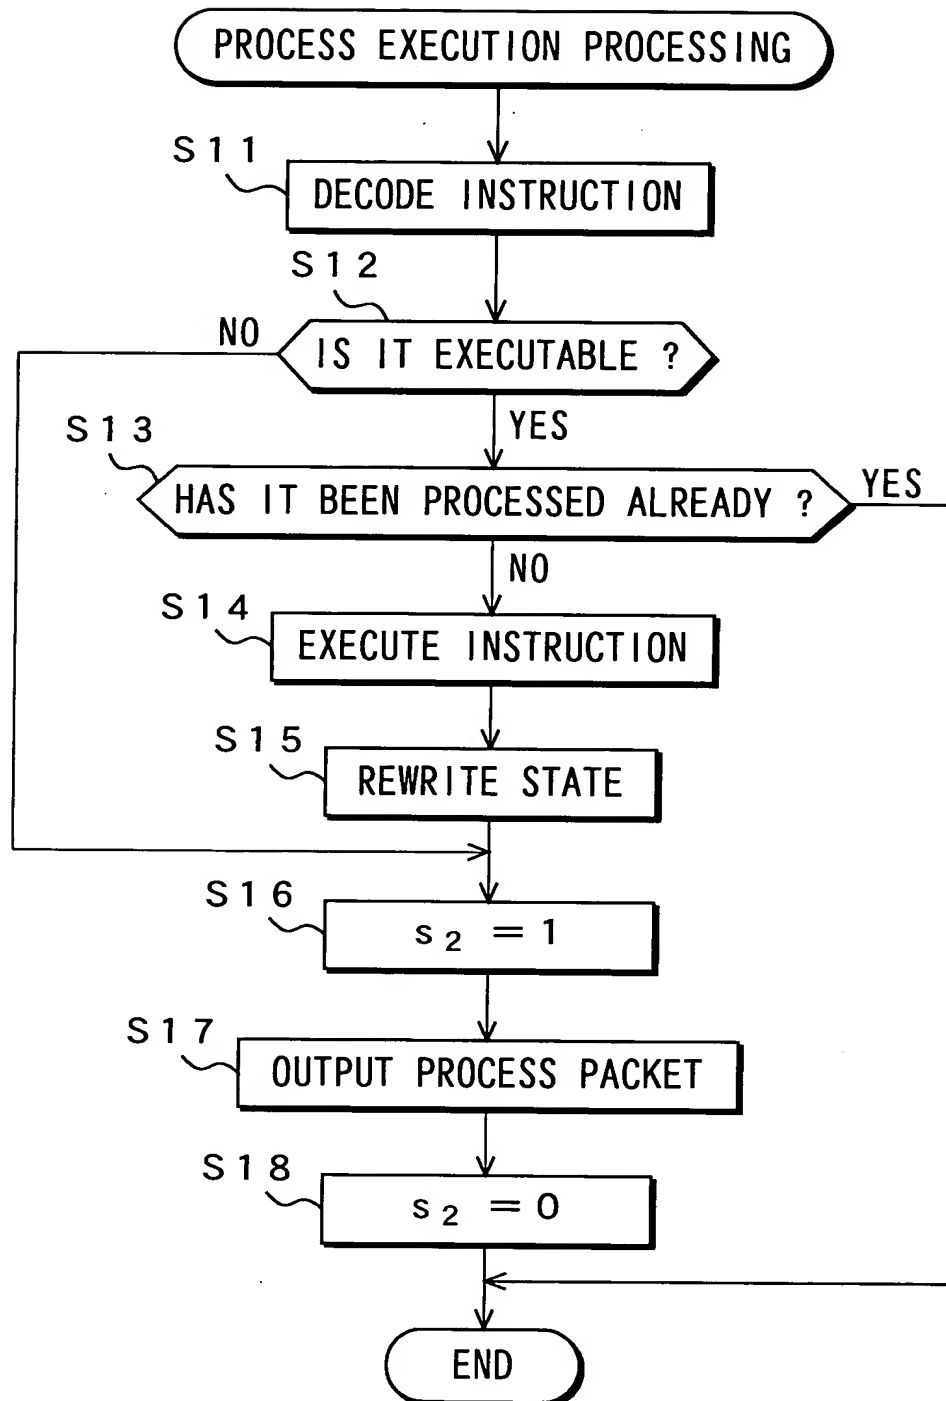 PROCESS EXECUTION PROCESSING
S11
DECODE INSTRUCTION
S12
NO
IS IT EXECUTABLE ?
YES
S13
HAS IT BEEN PROCESSED ALREADY ?
YES
NO
S14
EXECUTE INSTRUCTION
S15
REWRITE STATE
S16
s₂ = 1
S17
OUTPUT PROCESS PACKET
S18
s₂ = 0
END